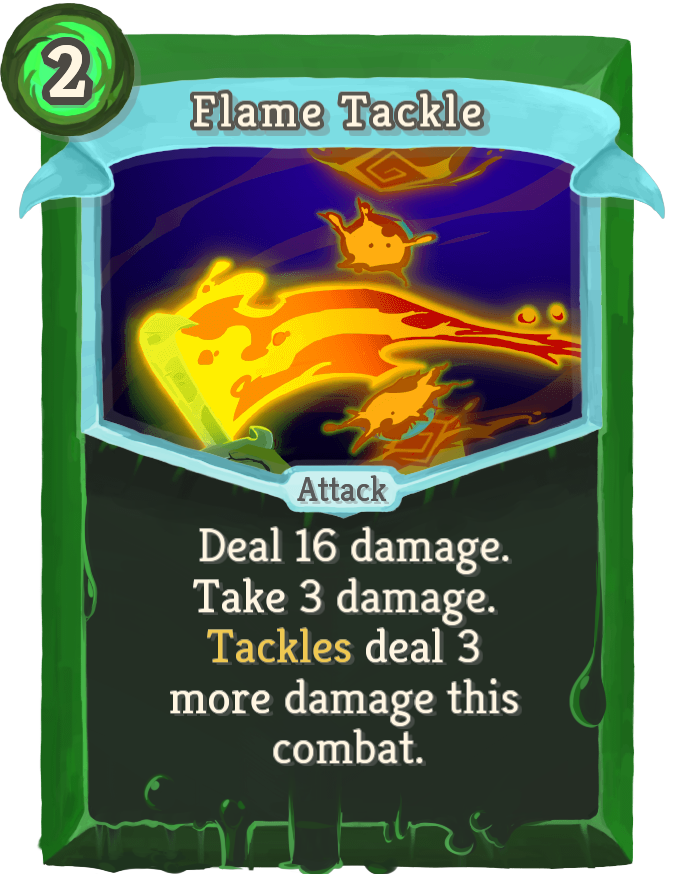 2
Flame Tackle
Attack
Deal 16 damage.
Take 3 damage.
Tackles deal 3
more damage this
combat.